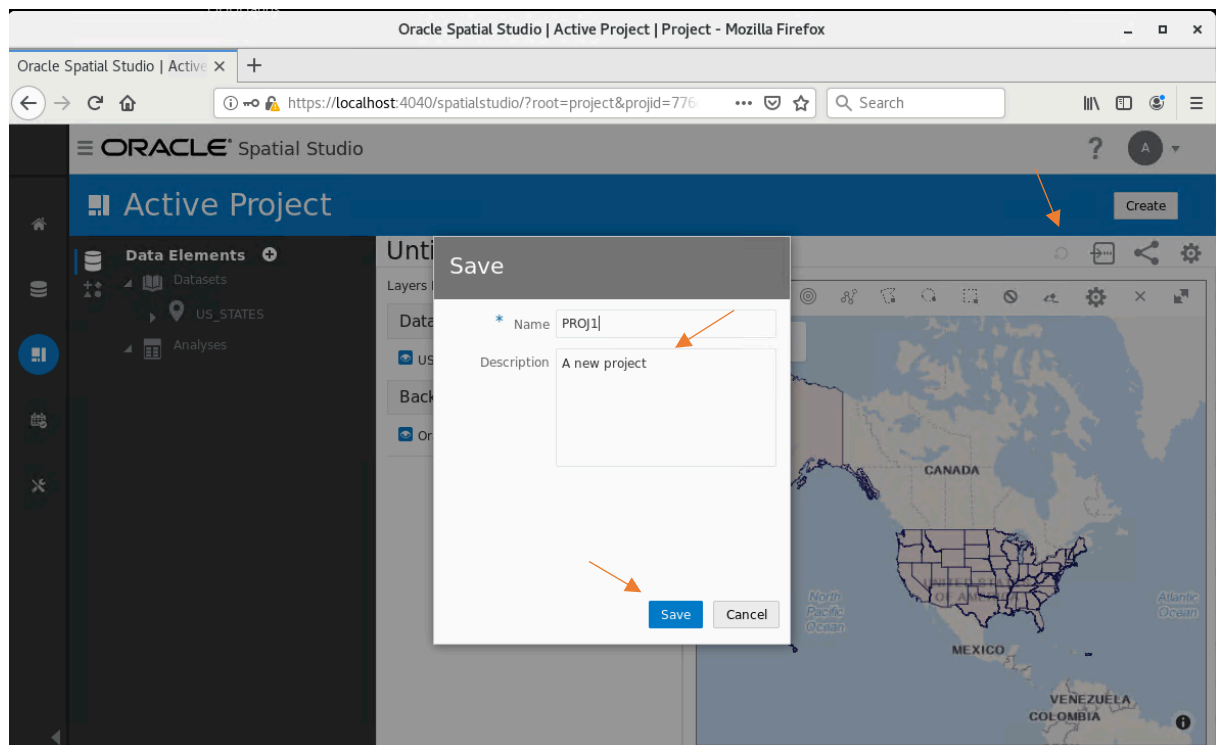 Oracle Spatial Studio | Active Project | Project - Mozilla Firefox
Oracle Spatial Studio | Active
https://localhost:4040/spatialstudio/?root=project&projid=776
Search
ORACLE® Spatial Studio
?
A
Active Project
Create
Data Elements
Datasets
US_STATES
Analyses
Unti
Layers
Data
US
Back
Or
Save
* Name PROJ1
Description A new project
Save Cancel
CANADA
UNITED STATES
OF AMERICA
North
Pacific
Ocean
Atlantic
Ocean
MEXICO
VENEZUELA
COLOMBIA